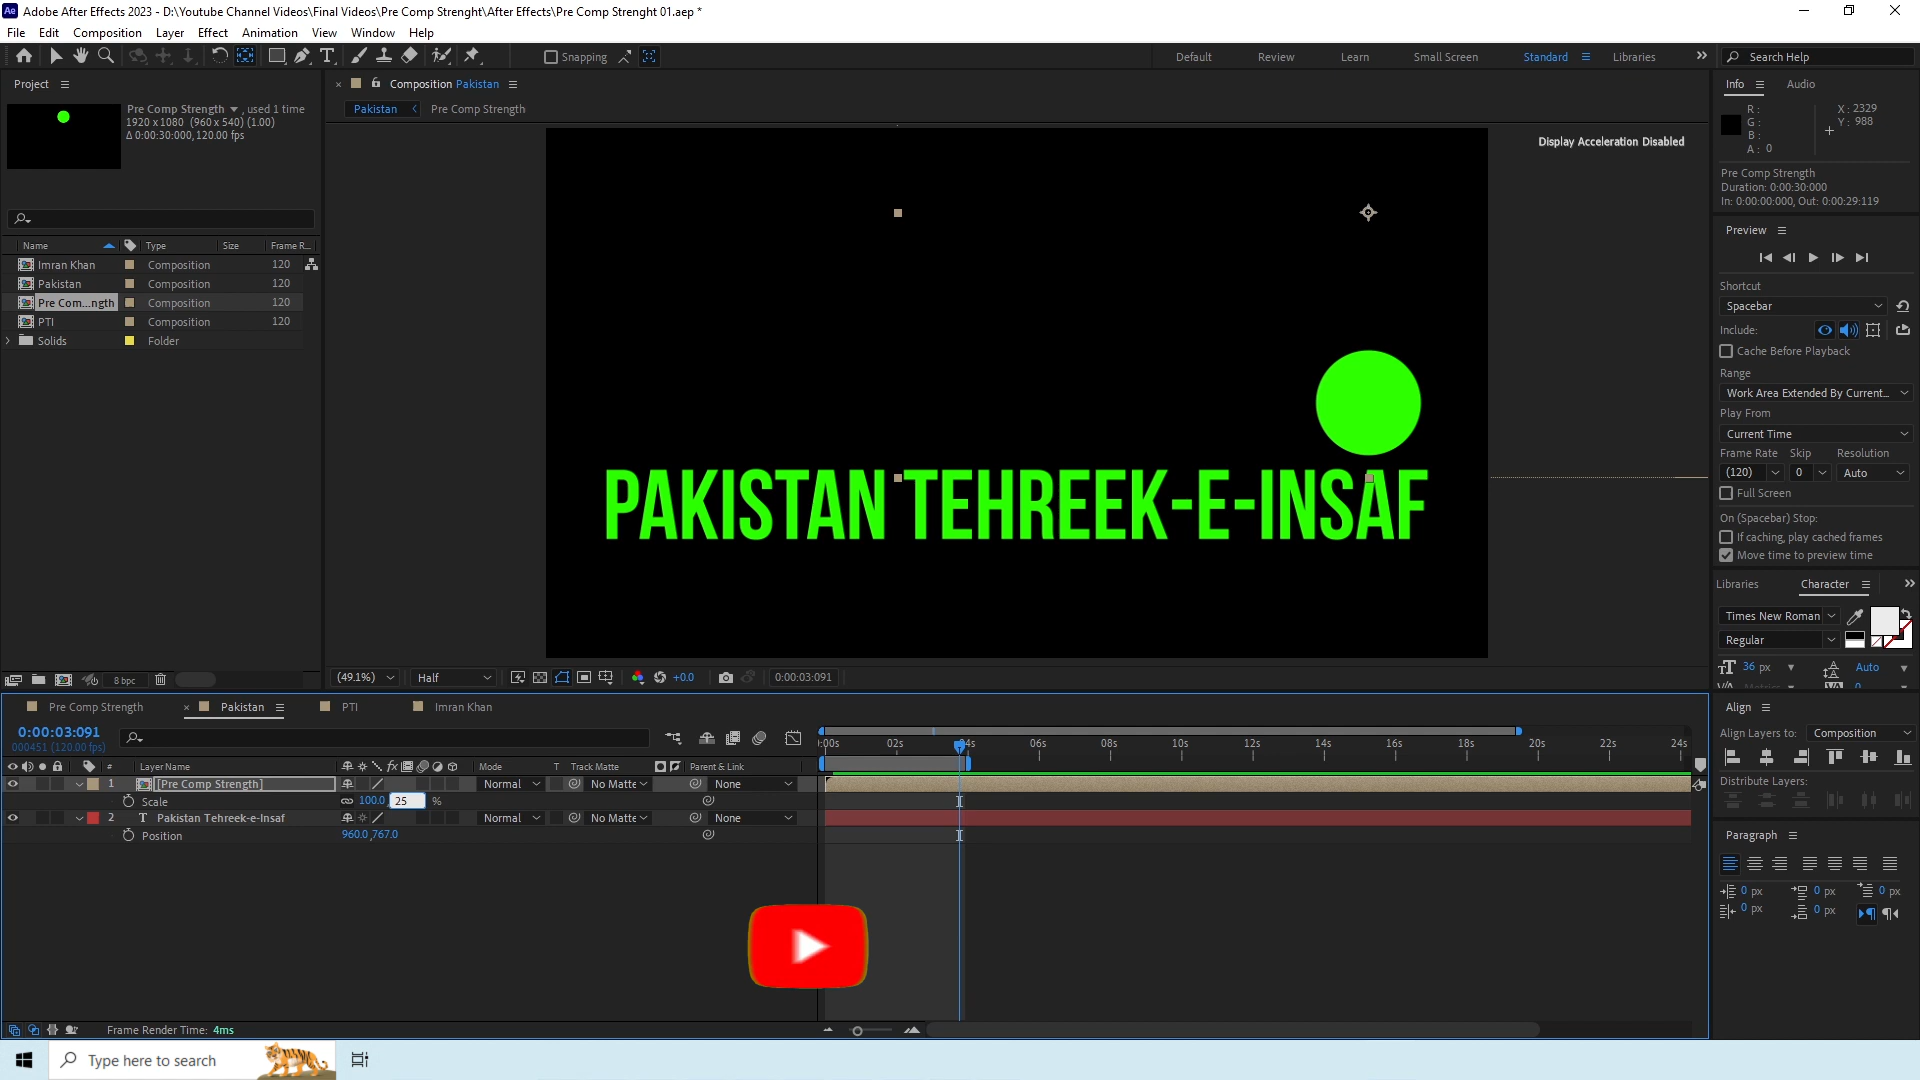 Adobe After Effects 2023 - D:\Youtube Channel Videos\Final Videos\Pre Comp Strenght\After Effects\Pre Comp Strenght 01.aep *
File Edit Composition Layer Effect Animation View Window Help
Snapping
Default Review Learn Small Screen Standard Libraries
Search Help
Project
Pre Comp Strength , used 1 time
1920 x 1080 (960 x 540) (1.00)
Δ 0:00:30:000, 120.00 fps
Name Type Size Frame R...
Imran Khan Composition 120
Pakistan Composition 120
Pre Com...ngth Composition 120
PTI Composition 120
Solids Folder
8 bpc
Composition Pakistan
Pakistan Pre Comp Strength
Display Acceleration Disabled
PAKISTAN TEHREEK-E-INSAF
(49.1%) Half +0.0 0:00:03:091
Info Audio
R: X: 2329
G: Y: 988
B:
A: 0
Pre Comp Strength
Duration: 0:00:30:000
In: 0:00:00:000, Out: 0:00:29:119
Preview
Shortcut
Spacebar
Include:
Cache Before Playback
Range
Work Area Extended By Current...
Play From
Current Time
Frame Rate Skip Resolution
(120) 0 Auto
Full Screen
On (Spacebar) Stop:
If caching, play cached frames
Move time to preview time
Libraries Character
Times New Roman
Regular
36 px Auto
Align
Align Layers to: Composition
Distribute Layers:
Paragraph
0 px 0 px 0 px
0 px 0 px
Pre Comp Strength Pakistan PTI Imran Khan
0:00:03:091
000451 (120.00 fps)
:00s 02s 04s 06s 08s 10s 12s 14s 16s 18s 20s 22s 24s
# Layer Name Mode T Track Matte Parent & Link
1 [Pre Comp Strength] Normal No Matte None
Scale 100.0 25 %
2 T Pakistan Tehreek-e-Insaf Normal No Matte None
Position 960.0,767.0
Frame Render Time: 4ms
Type here to search